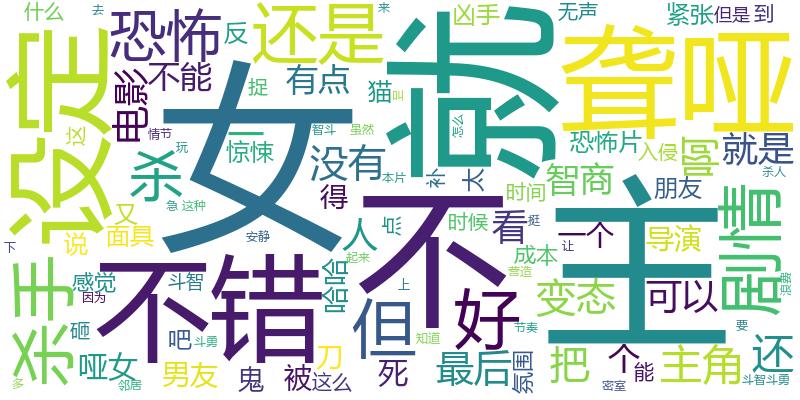 什么
恐怖
反
还是
凶手
无声
紧张
但是
到
去
来
设定
电影
不能
捉
有点
猫
叫
就
聋哑
这
情节
一
惊悚
智斗
虽然
怎么
恐怖片
入侵
啊
就是
女
杀
玩
没有
本片
补
太
智商
朋友
杀人
急
这种
得
时间
主
剧情
又
说
面具
安静
人
点
时候
看
一个
导演
下
不错
不
起来
哈哈
成本
让
挺
杀手
感觉
因为
斗智
上
营造
变态
可以
浪费
砸
吧
斗勇
但
知道
好
节奏
要
还
哑女
邻居
男友
鬼
被
刀
这么
死
最后
氛围
把
个
能
主角
密室
斗智斗勇
多